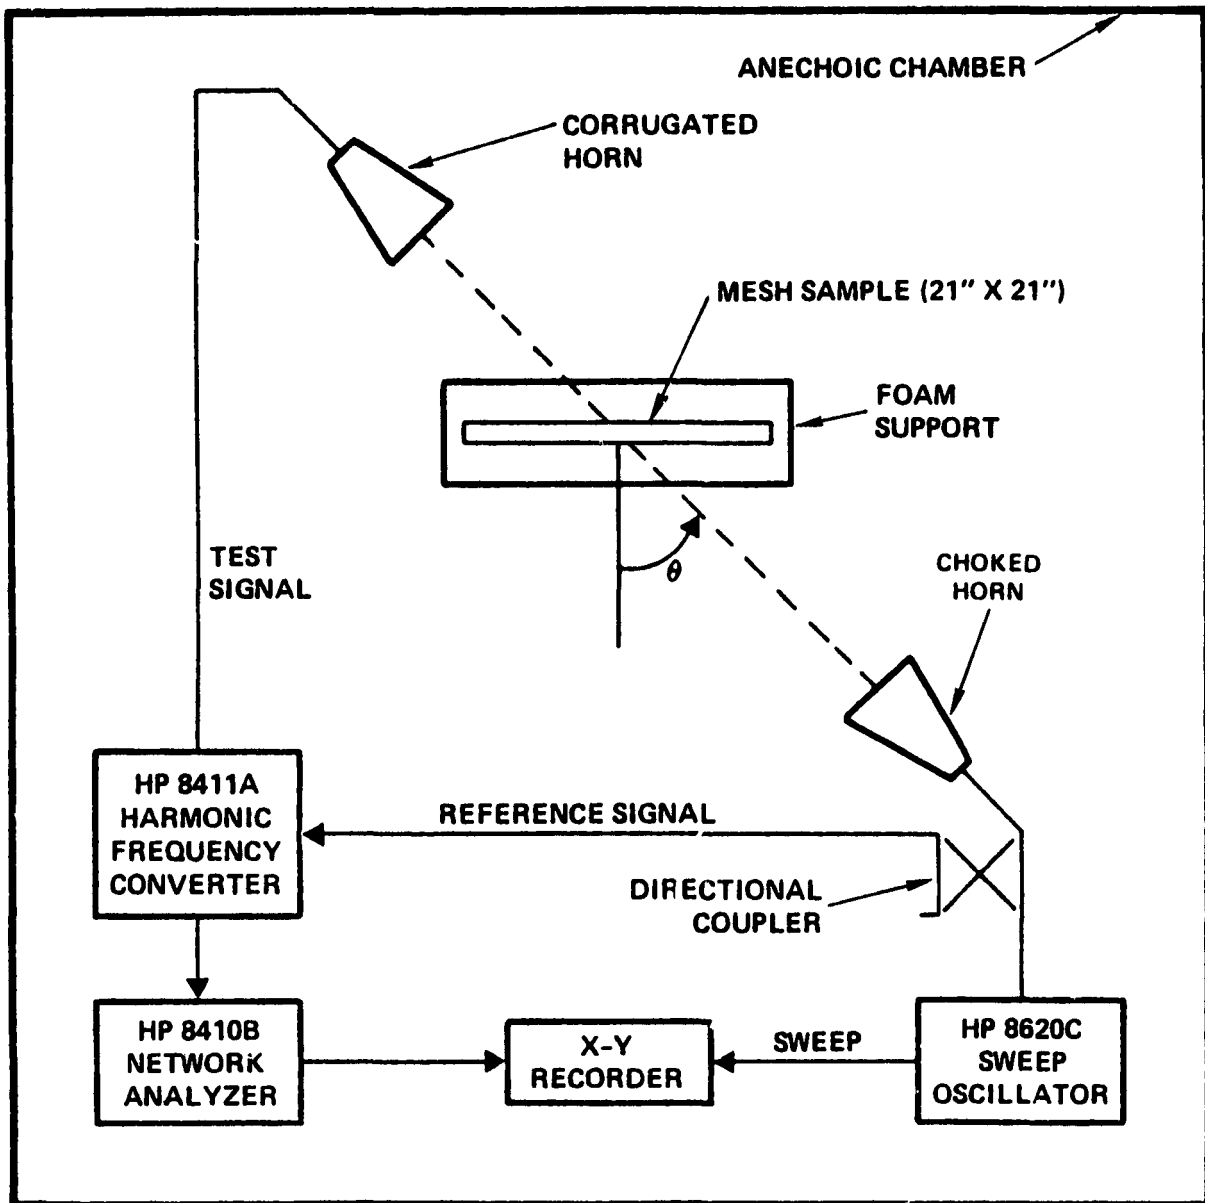 ANECHOIC CHAMBER
CORRUGATED
HORN
MESH SAMPLE (21" X 21")
FOAM
SUPPORT
TEST
SIGNAL
θ
CHOKED
HORN
HP 8411A
HARMONIC
FREQUENCY
CONVERTER
REFERENCE SIGNAL
DIRECTIONAL
COUPLER
HP 8410B
NETWORK
ANALYZER
X-Y
RECORDER
SWEEP
HP 8620C
SWEEP
OSCILLATOR